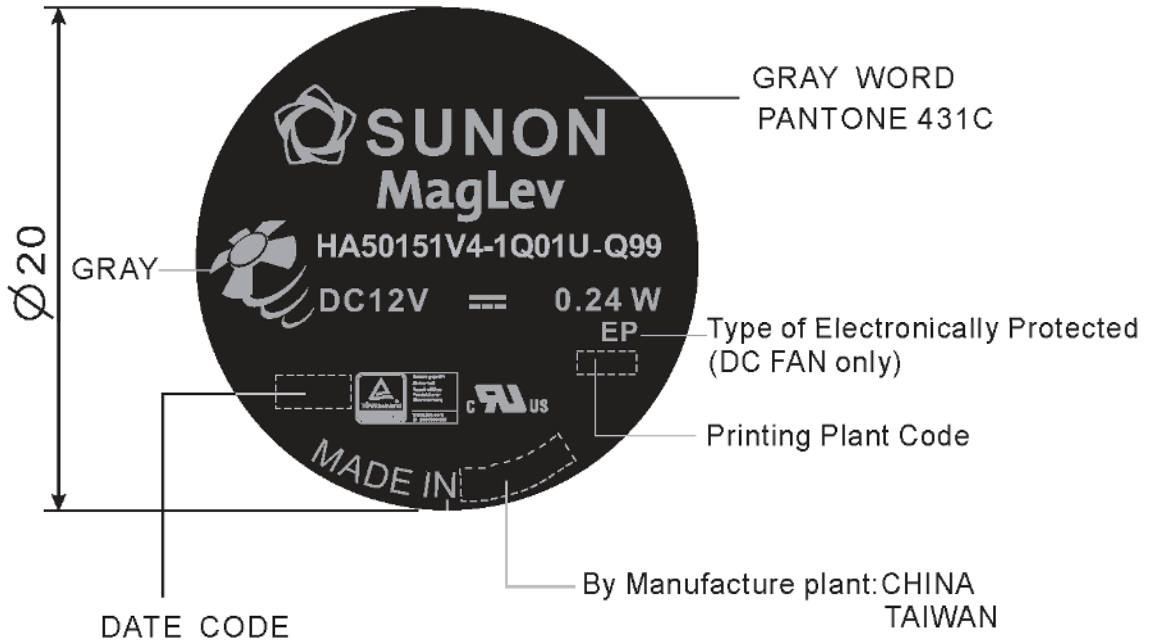 GRAY WORD
PANTONE 431C
SUNON
MagLev
HA50151V4-1Q01U-Q99
GRAY
Ø20
DC12V 0.24 W
EP
Type of Electronically Protected
(DC FAN only)
C US
Printing Plant Code
MADE IN
By Manufacture plant:CHINA
TAIWAN
DATE CODE